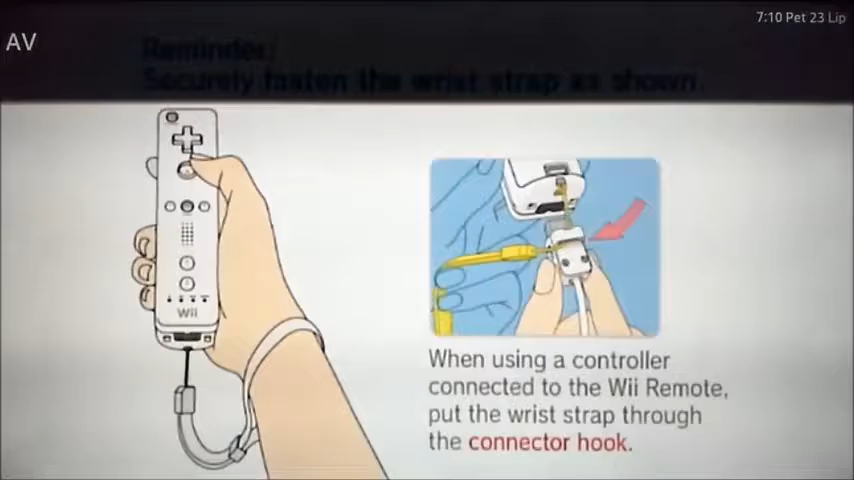 7:10 Pet 23 Lip
AV
Reminder:
Securely fasten the wrist strap as shown.
Wii
When using a controller
connected to the Wii Remote,
put the wrist strap through
the connector hook.